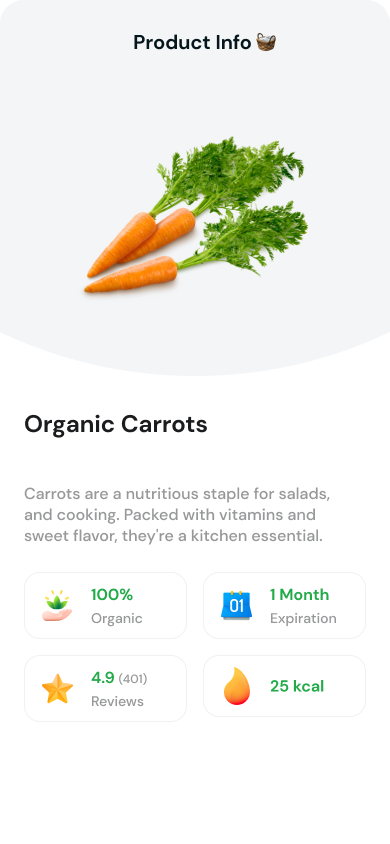 Product Info
Organic Carrots
Carrots are a nutritious staple for salads,
and cooking. Packed with vitamins and
sweet flavor, they're a kitchen essential.
100%
Organic
01
1 Month
Expiration
4.9 (401)
Reviews
25 kcal